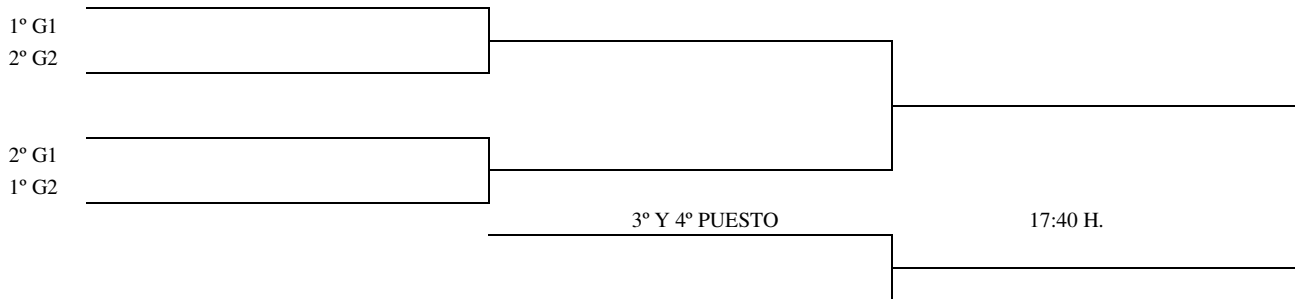 1º G1
2º G2
2º G1
1º G2
3º Y 4º PUESTO 17:40 H.